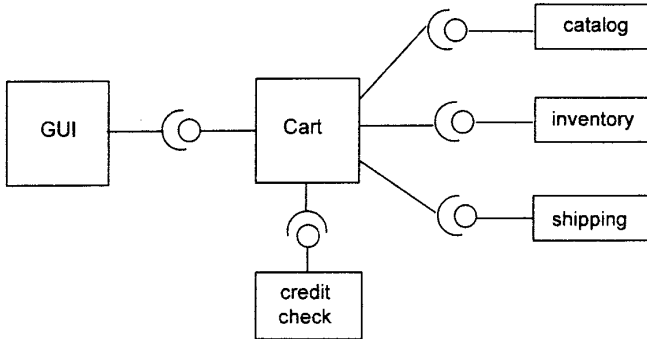 catalog
GUI
Cart
inventory
shipping
credit
check